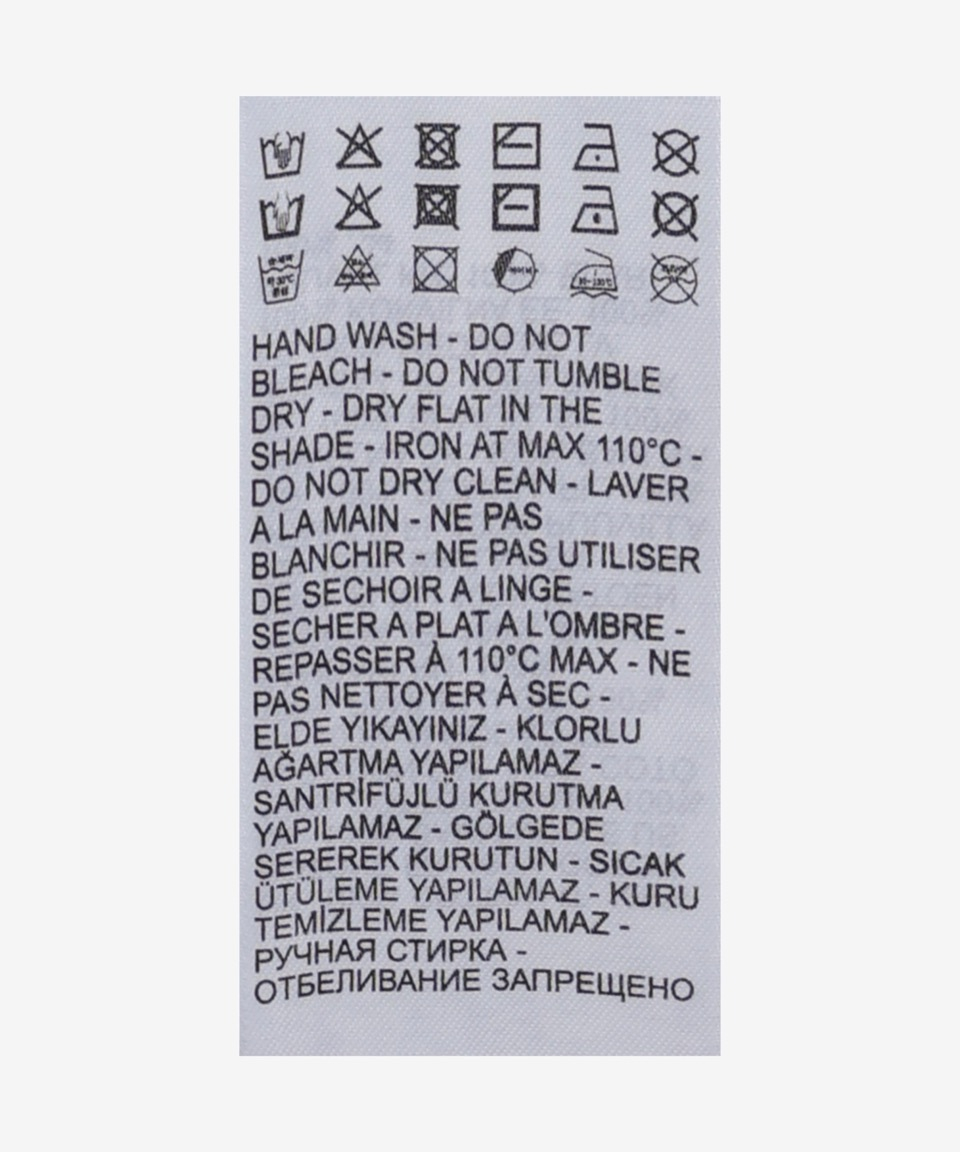 HAND WASH - DO NOT
BLEACH - DO NOT TUMBLE
DRY - DRY FLAT IN THE
SHADE - IRON AT MAX 110°C -
DO NOT DRY CLEAN - LAVER
A LA MAIN - NE PAS
BLANCHIR - NE PAS UTILISER
DE SECHOIR A LINGE -
SECHER A PLAT A L'OMBRE -
REPASSER À 110°C MAX - NE
PAS NETTOYER À SEC -
ELDE YIKAYINIZ - KLORLU
AĞARTMA YAPILAMAZ -
SANTRİFÜJLÜ KURUTMA
YAPILAMAZ - GÖLGEDE
SEREREK KURUTUN - SICAK
ÜTÜLEME YAPILAMAZ - KURU
TEMİZLEME YAPILAMAZ -
РУЧНАЯ СТИРКА -
ОТБЕЛИВАНИЕ ЗАПРЕЩЕНО